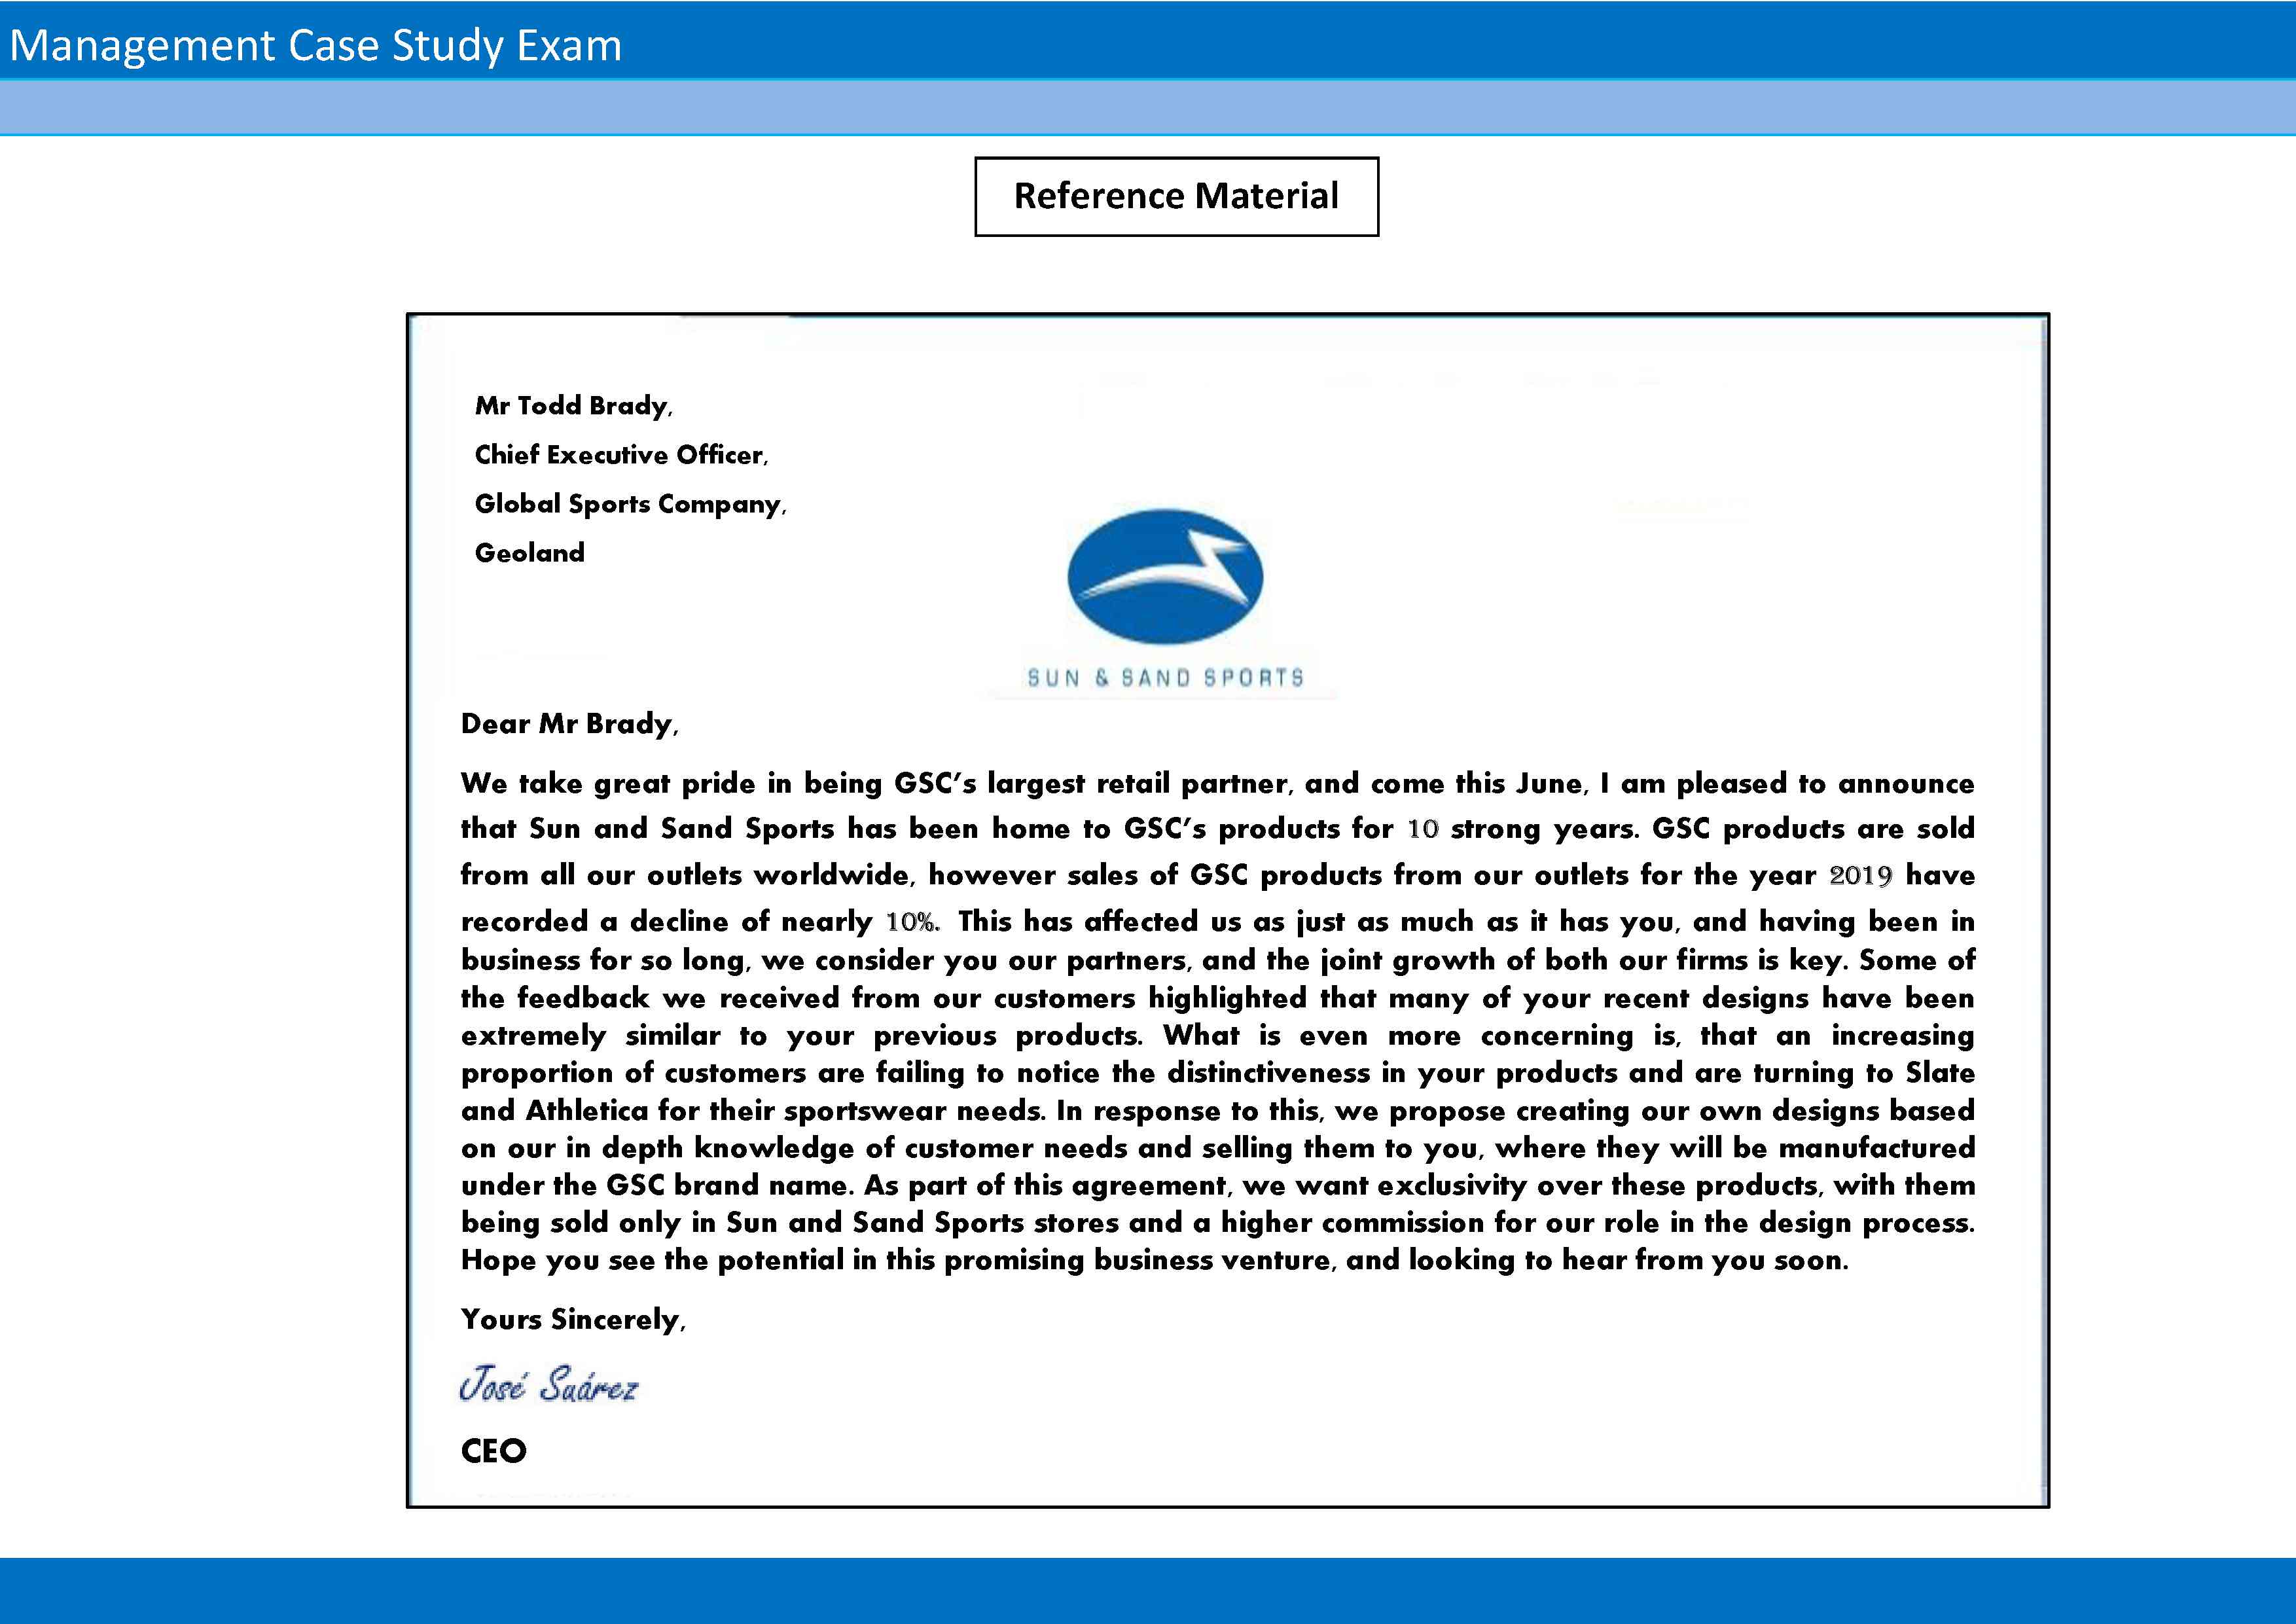 Management Case Study Exam
Reference Material
Mr Todd Brady,
Chief Executive Officer,
Global Sports Company,
Geoland
SUN & SAND SPORTS
Dear Mr Brady,
We take great pride in being GSC's largest retail partner, and come this June, I am pleased to announce
that Sun and Sand Sports has been home to GSC's products for 10 strong years. GSC products are sold
from all our outlets worldwide, however sales of GSC products from our outlets for the year 2019 have
recorded a decline of nearly 10%. This has affected us as just as much as it has you, and having been in
business for so long, we consider you our partners, and the joint growth of both our firms is key. Some of
the feedback we received from our customers highlighted that many of your recent designs have been
extremely similar to your previous products. What is even more concerning is, that an increasing
proportion of customers are failing to notice the distinctiveness in your products and are turning to Slate
and Athletica for their sportswear needs. In response to this, we propose creating our own designs based
on our in depth knowledge of customer needs and selling them to you, where they will be manufactured
under the GSC brand name. As part of this agreement, we want exclusivity over these products, with them
being sold only in Sun and Sand Sports stores and a higher commission for our role in the design process.
Hope you see the potential in this promising business venture, and looking to hear from you soon.
Yours Sincerely,
José Suárez
CEO